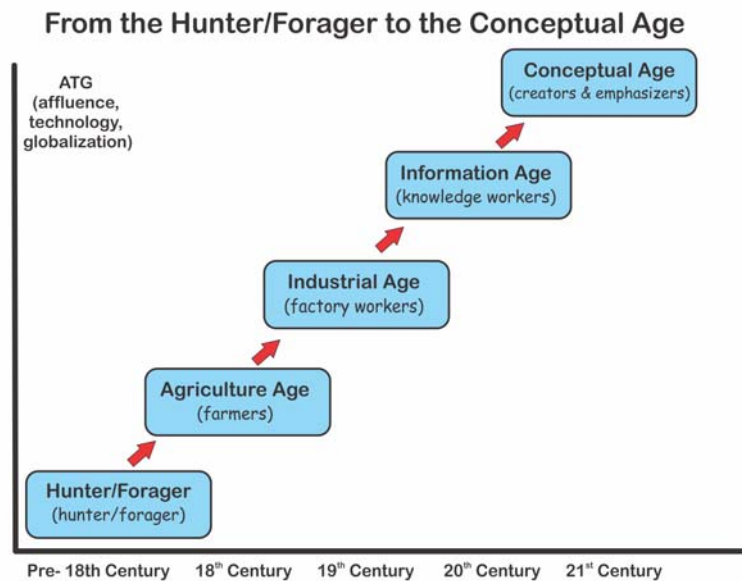 From the Hunter/Forager to the Conceptual Age
ATG
(affluence,
technology,
globalization)
Conceptual Age
(creators & emphasizers)
Information Age
(knowledge workers)
Industrial Age
(factory workers)
Agriculture Age
(farmers)
Hunter/Forager
(hunter/forager)
Pre- 18th Century 18th Century 19th Century 20th Century 21st Century